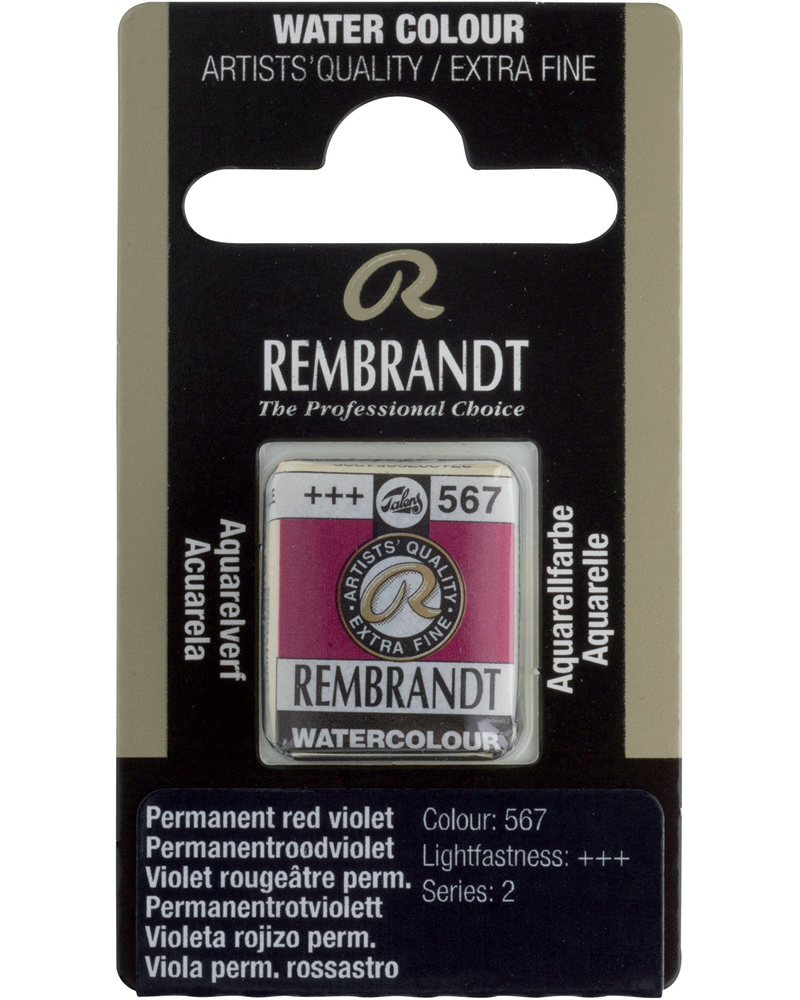 WATER COLOUR
ARTISTS'QUALITY / EXTRA FINE
R
REMBRANDT
The Professional Choice
+++ Talens 567
ARTISTS' QUALITY
R
EXTRA FINE
REMBRANDT
WATERCOLOUR
Aquarelverf
Acuarela
Aquarellfarbe
Aquarelle
Permanent red violet
Permanentroodviolet
Violet rougeâtre perm.
Permanentrotviolett
Violeta rojizo perm.
Viola perm. rossastro
Colour: 567
Lightfastness: +++
Series: 2